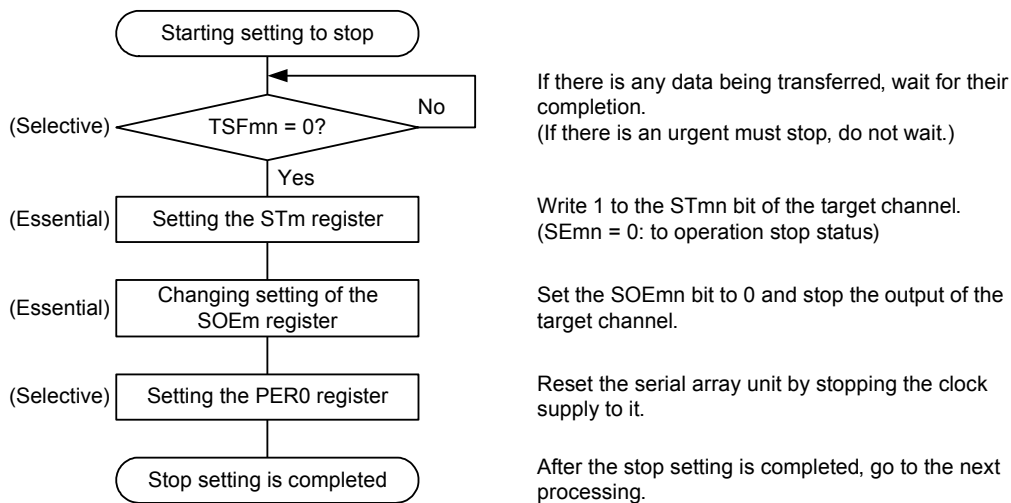 Starting setting to stop
If there is any data being transferred, wait for their
completion.
(If there is an urgent must stop, do not wait.)
No
(Selective)
TSFmn = 0?
Yes
(Essential)
Setting the STm register
Write 1 to the STmn bit of the target channel.
(SEmn = 0: to operation stop status)
(Essential)
Changing setting of the
SOEm register
Set the SOEmn bit to 0 and stop the output of the
target channel.
(Selective)
Setting the PER0 register
Reset the serial array unit by stopping the clock
supply to it.
Stop setting is completed
After the stop setting is completed, go to the next
processing.